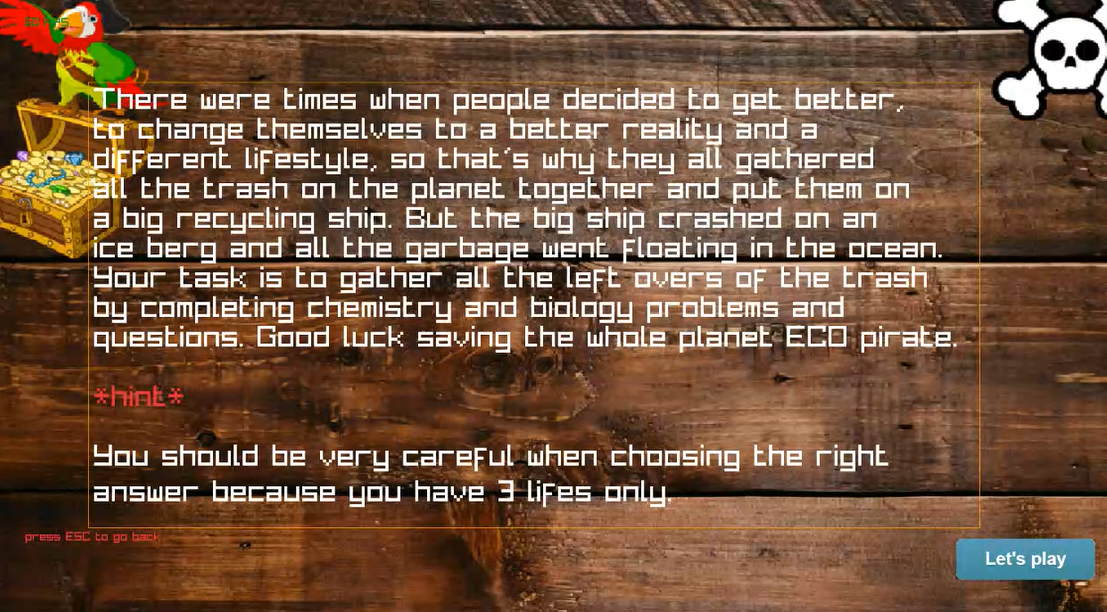 60 FPS
There were times when people decided to get better,
to change themselves to a better reality and a
different lifestyle, so that's why they all gathered
all the trash on the planet together and put them on
a big recycling ship. But the big ship crashed on an
ice berg and all the garbage went floating in the ocean.
Your task is to gather all the left overs of the trash
by completing chemistry and biology problems and
questions. Good luck saving the whole planet ECO pirate.
*hint*
You should be very careful when choosing the right
answer because you have 3 lifes only.
press ESC to go back
Let's play